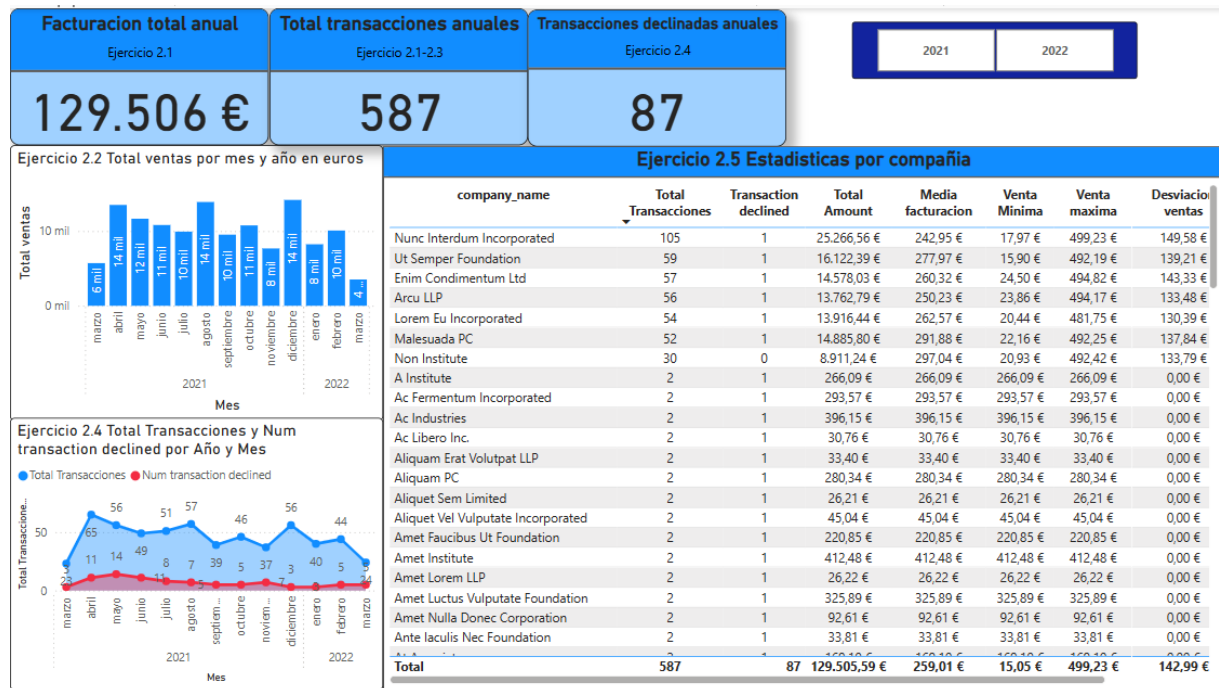 Facturacion total anual
Ejercicio 2.1
129.506 €
Total transacciones anuales
Ejercicio 2.1-2.3
587
Transacciones declinadas anuales
Ejercicio 2.4
87
2021 2022
Ejercicio 2.2 Total ventas por mes y año en euros
Total ventas
10 mil
0 mil
6 mil 14 mil 12 mil 11 mil 10 mil 14 mil 10 mil 11 mil 8 mil 14 mil 8 mil 10 mil 4 ...
marzo abril mayo junio julio agosto septiembre octubre noviembre diciembre enero febrero marzo
2021 2022
Mes
Ejercicio 2.4 Total Transacciones y Num
transaction declined por Año y Mes
Total Transacciones Num transaction declined
Total Transaccione...
50
0
23 65 56 49 51 57 39 46 37 56 40 44 24
3 11 14 11 8 7 5 5 7 3 5 5
marzo abril mayo junio julio agosto septiem... octubre noviem... diciembre enero febrero marzo
2021 2022
Mes
Ejercicio 2.5 Estadisticas por compañia
company_name Total Transacciones Transaction declined Total Amount Media facturacion Venta Minima Venta maxima Desviacion ventas
Nunc Interdum Incorporated 105 1 25.266,56 € 242,95 € 17,97 € 499,23 € 149,58 €
Ut Semper Foundation 59 1 16.122,39 € 277,97 € 15,90 € 492,19 € 139,21 €
Enim Condimentum Ltd 57 1 14.578,03 € 260,32 € 24,50 € 494,82 € 143,33 €
Arcu LLP 56 1 13.762,79 € 250,23 € 23,86 € 494,17 € 133,48 €
Lorem Eu Incorporated 54 1 13.916,44 € 262,57 € 20,44 € 481,75 € 130,39 €
Malesuada PC 52 1 14.885,80 € 291,88 € 22,16 € 492,25 € 137,84 €
Non Institute 30 0 8.911,24 € 297,04 € 20,93 € 492,42 € 133,79 €
A Institute 2 1 266,09 € 266,09 € 266,09 € 266,09 € 0,00 €
Ac Fermentum Incorporated 2 1 293,57 € 293,57 € 293,57 € 293,57 € 0,00 €
Ac Industries 2 1 396,15 € 396,15 € 396,15 € 396,15 € 0,00 €
Ac Libero Inc. 2 1 30,76 € 30,76 € 30,76 € 30,76 € 0,00 €
Aliquam Erat Volutpat LLP 2 1 33,40 € 33,40 € 33,40 € 33,40 € 0,00 €
Aliquam PC 2 1 280,34 € 280,34 € 280,34 € 280,34 € 0,00 €
Aliquet Sem Limited 2 1 26,21 € 26,21 € 26,21 € 26,21 € 0,00 €
Aliquet Vel Vulputate Incorporated 2 1 45,04 € 45,04 € 45,04 € 45,04 € 0,00 €
Amet Faucibus Ut Foundation 2 1 220,85 € 220,85 € 220,85 € 220,85 € 0,00 €
Amet Institute 2 1 412,48 € 412,48 € 412,48 € 412,48 € 0,00 €
Amet Lorem LLP 2 1 26,22 € 26,22 € 26,22 € 26,22 € 0,00 €
Amet Luctus Vulputate Foundation 2 1 325,89 € 325,89 € 325,89 € 325,89 € 0,00 €
Amet Nulla Donec Corporation 2 1 92,61 € 92,61 € 92,61 € 92,61 € 0,00 €
Ante Iaculis Nec Foundation 2 1 33,81 € 33,81 € 33,81 € 33,81 € 0,00 €
Total 587 87 129.505,59 € 259,01 € 15,05 € 499,23 € 142,99 €